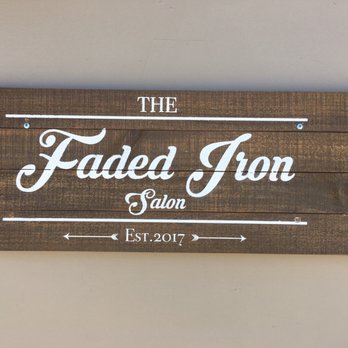 THE
Faded Iron
Salon
Est.2017